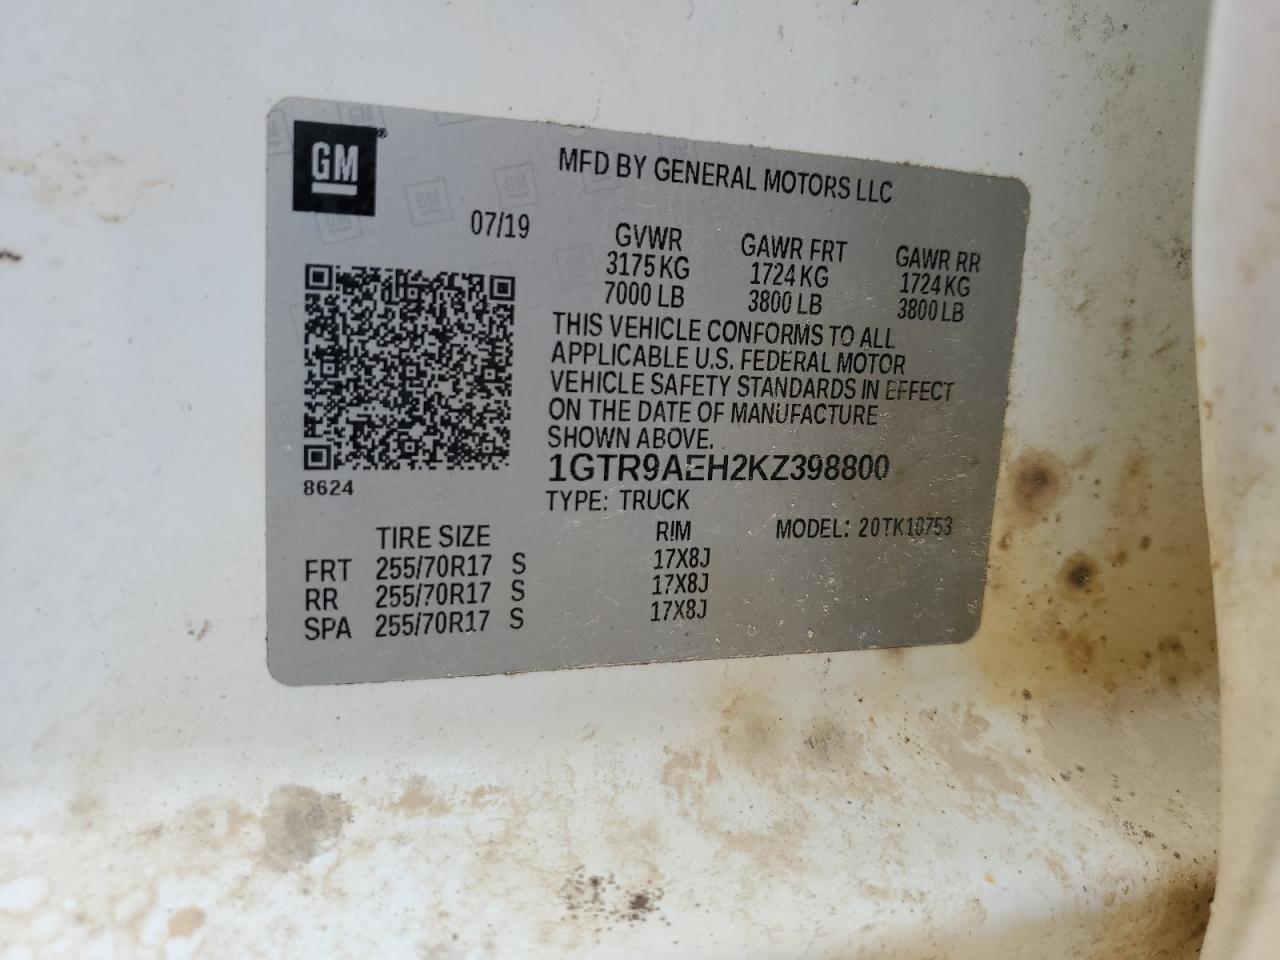 GM
MFD BY GENERAL MOTORS LLC
07/19
GVWR GAWR FRT GAWR RR
3175 KG 1724 KG 1724 KG
7000 LB 3800 LB 3800 LB
THIS VEHICLE CONFORMS TO ALL
APPLICABLE U.S. FEDERAL MOTOR
VEHICLE SAFETY STANDARDS IN EFFECT
ON THE DATE OF MANUFACTURE
SHOWN ABOVE.
1GTR9AEH2KZ398800
8624
TYPE: TRUCK
TIRE SIZE RIM MODEL: 20TK10753
FRT 255/70R17 S 17X8J
RR 255/70R17 S 17X8J
SPA 255/70R17 S 17X8J